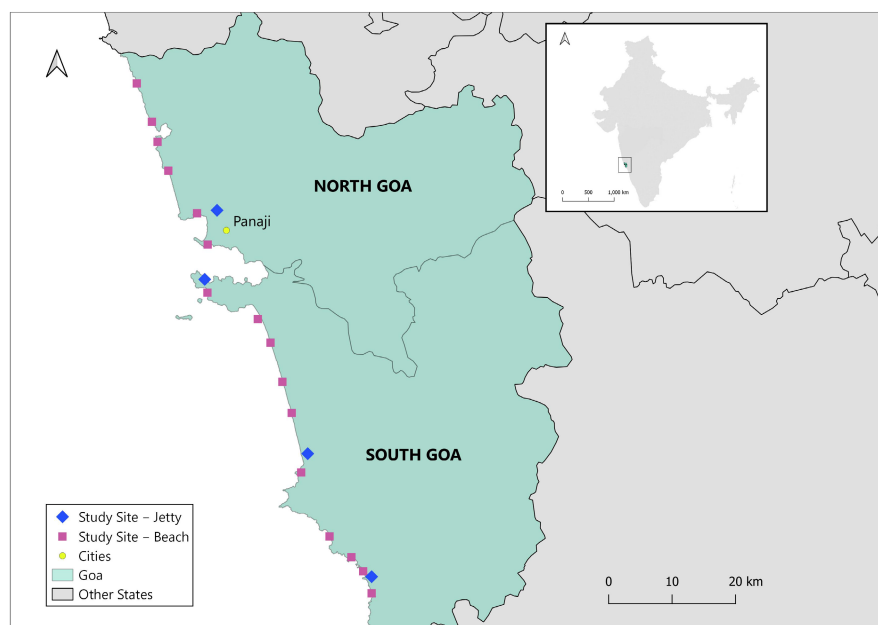 NORTH GOA
Panaji
SOUTH GOA
0 500 1,000 km
Study Site – Jetty
Study Site – Beach
Cities
Goa
Other States
0 10 20 km